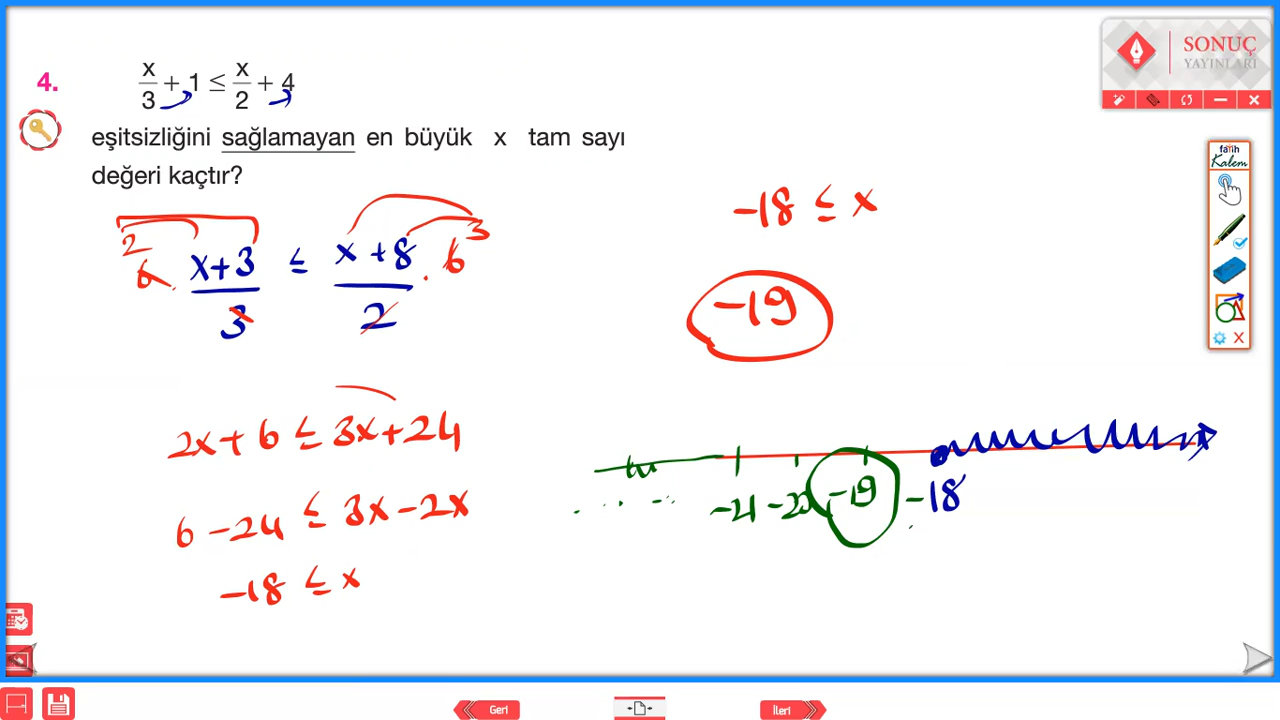 SONUÇ
YAYINLARI
4.
x/3 + 1 ≤ x/2 + 4
eşitsizliğini sağlamayan en büyük x tam sayı
değeri kaçtır?
fatih
Kalem
2 3
6 . (x+3)/3 ≤ (x+8)/2 . 6
2x + 6 ≤ 3x + 24
6 - 24 ≤ 3x - 2x
-18 ≤ x
-18 ≤ x
-19
... -21 -20 -19 -18
Geri
İleri